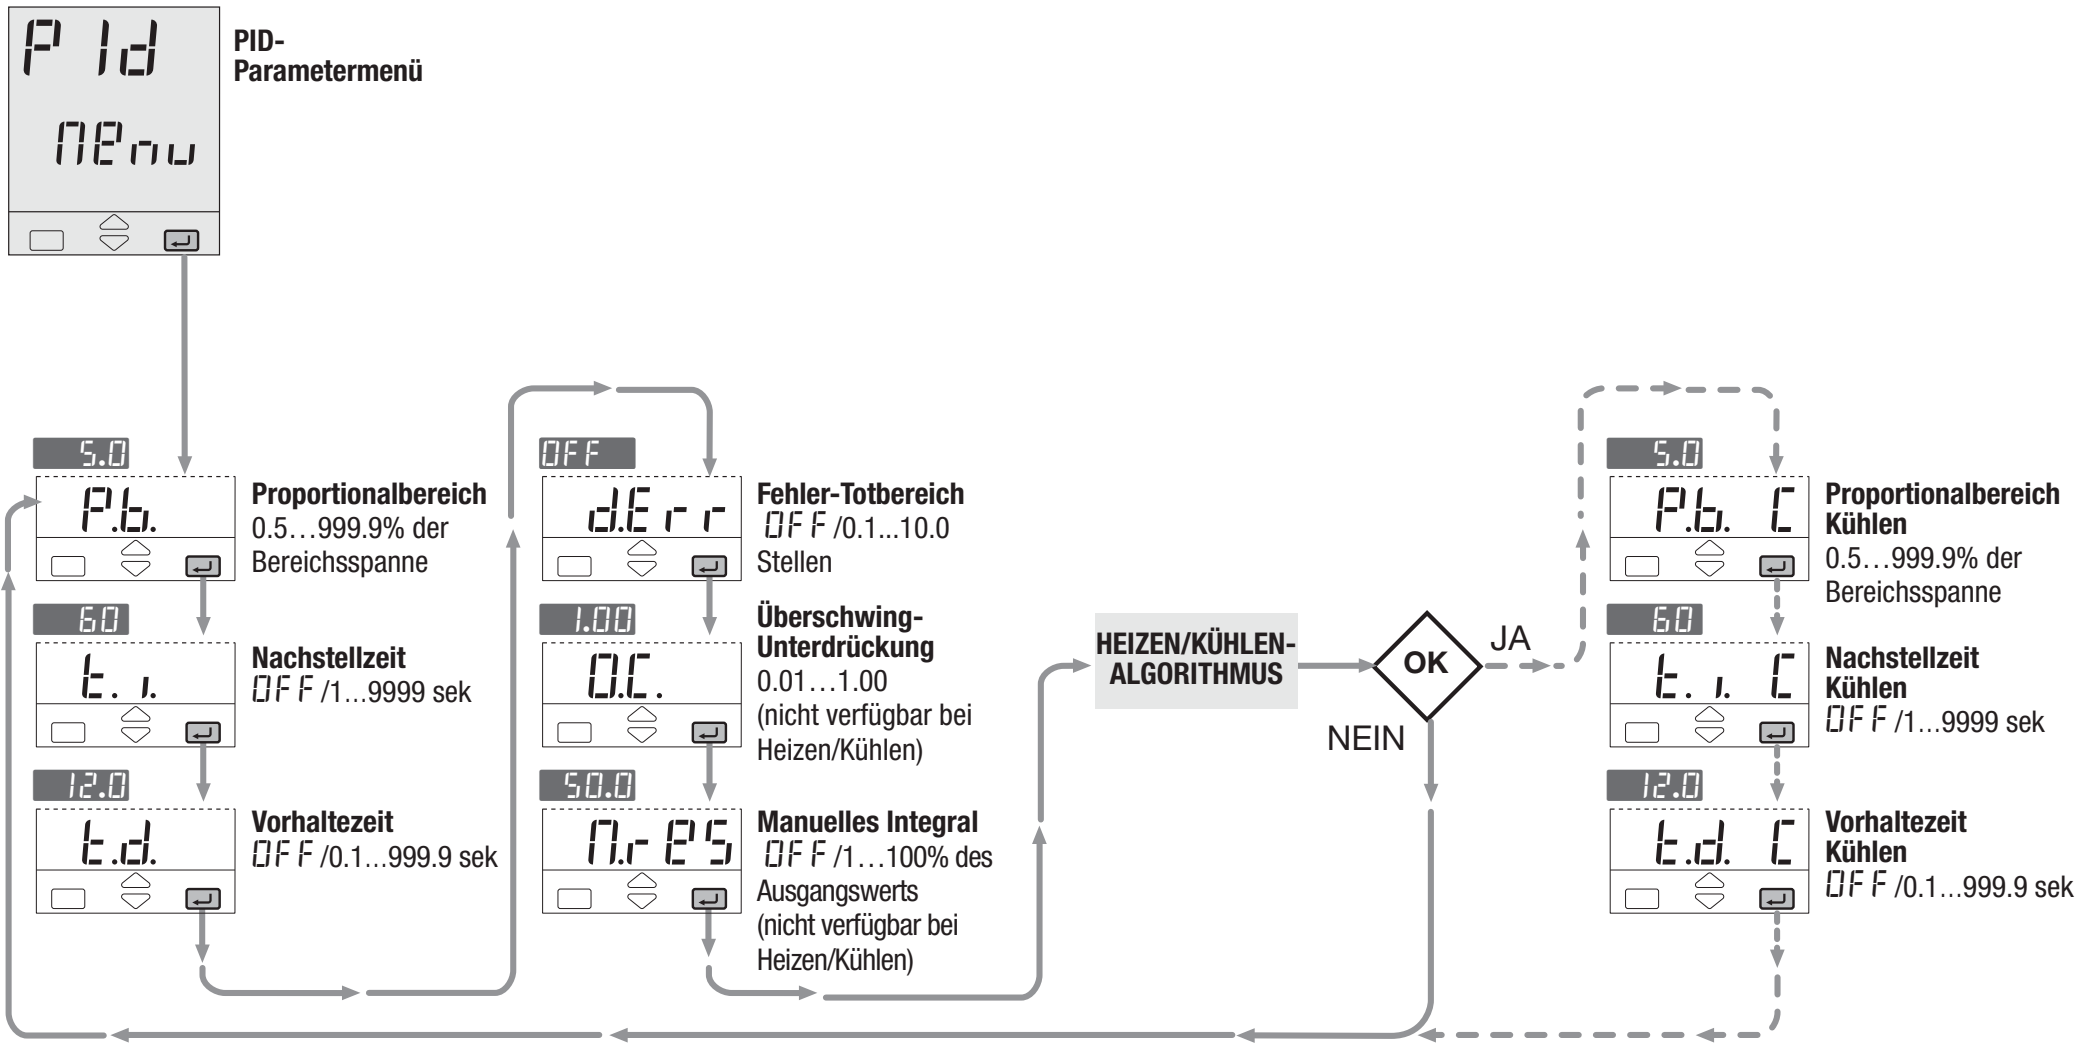 PId
PID-
Parametermenü
Menu
5.0
P.b.
Proportionalbereich
0.5…999.9% der
Bereichsspanne
60
t.i.
Nachstellzeit
OFF /1…9999 sek
12.0
t.d.
Vorhaltezeit
OFF /0.1…999.9 sek
OFF
d.Err
Fehler-Totbereich
OFF /0.1...10.0
Stellen
1.00
O.C.
Überschwing-
Unterdrückung
0.01…1.00
(nicht verfügbar bei
Heizen/Kühlen)
50.0
M.reS
Manuelles Integral
OFF /1…100% des
Ausgangswerts
(nicht verfügbar bei
Heizen/Kühlen)
HEIZEN/KÜHLEN-
ALGORITHMUS
OK
JA
NEIN
5.0
P.b. C
Proportionalbereich
Kühlen
0.5…999.9% der
Bereichsspanne
60
t.i. C
Nachstellzeit
Kühlen
OFF /1…9999 sek
12.0
t.d. C
Vorhaltezeit
Kühlen
OFF /0.1…999.9 sek